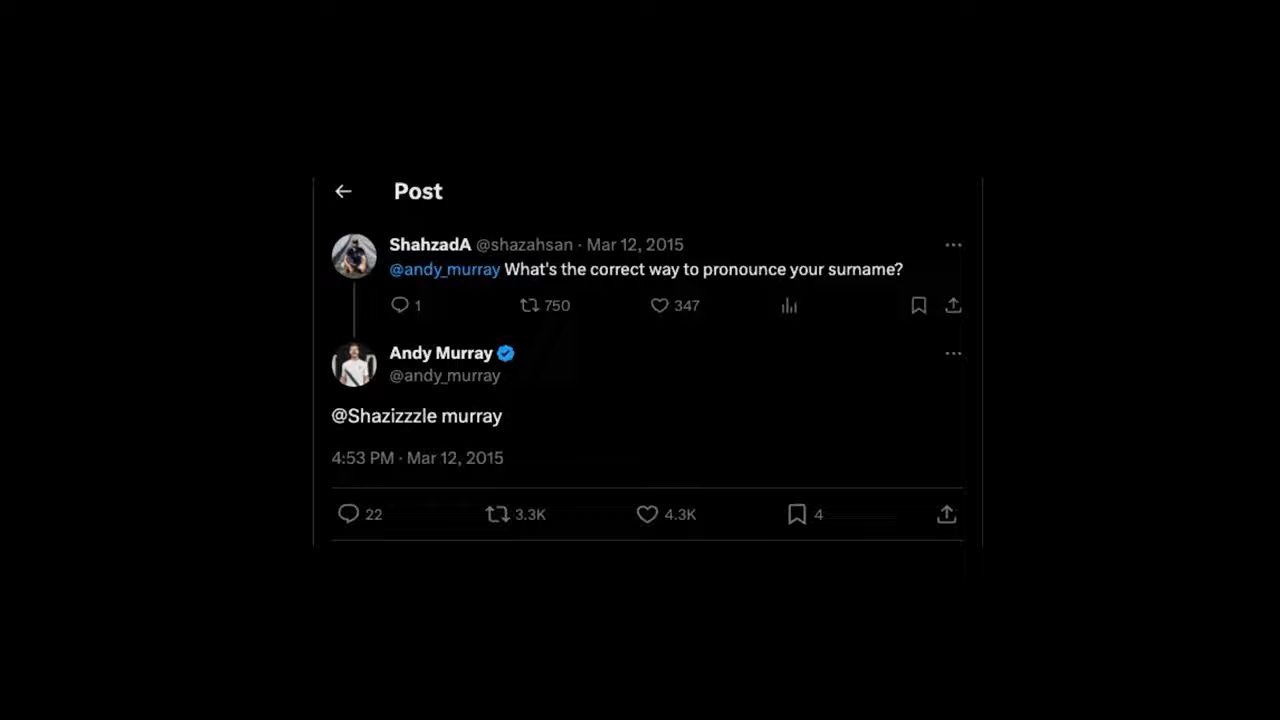 Post
ShahzadA @shazahsan · Mar 12, 2015
@andy_murray What's the correct way to pronounce your surname?
1 750 347
Andy Murray
@andy_murray
@Shazizzzle murray
4:53 PM · Mar 12, 2015
22 3.3K 4.3K 4